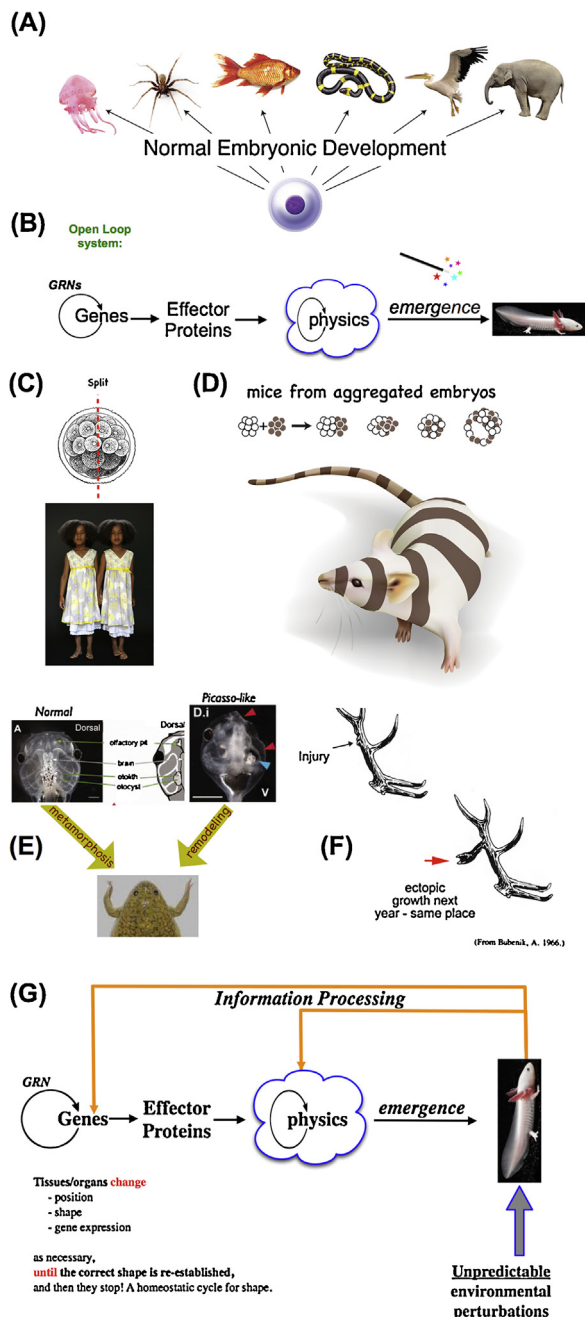 (A)
Normal Embryonic Development
(B)
Open Loop
system:
GRNs
Genes
Effector
Proteins
physics
emergence
(C)
Split
(D)
mice from aggregated embryos
+
Normal
A
Dorsal
olfactory pit
brain
otolith
otocyst
Dorsal
Picasso-like
D.i
V
metamorphosis
remodeling
(E)
Injury
(F)
ectopic
growth next
year - same place
(From Bubenik, A. 1966.)
(G)
Information Processing
GRN
Genes
Effector
Proteins
physics
emergence
Tissues/organs change
- position
- shape
- gene expression
as necessary,
until the correct shape is re-established,
and then they stop! A homeostatic cycle for shape.
Unpredictable
environmental
perturbations